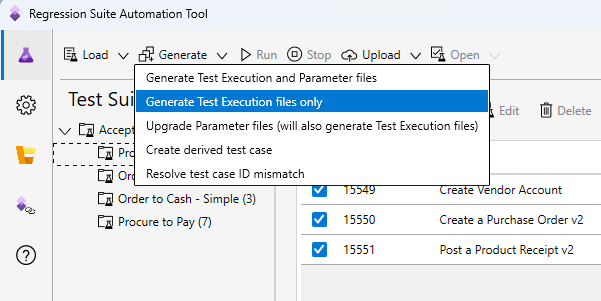 Regression Suite Automation Tool
Load Generate Run Stop Upload Open
Generate Test Execution and Parameter files
Generate Test Execution files only
Upgrade Parameter files (will also generate Test Execution files)
Create derived test case
Resolve test case ID mismatch
Test Sui
Edit Delete
Accept
Pro
Ord
Order to Cash - Simple (3)
Procure to Pay (7)
15549 Create Vendor Account
15550 Create a Purchase Order v2
15551 Post a Product Receipt v2